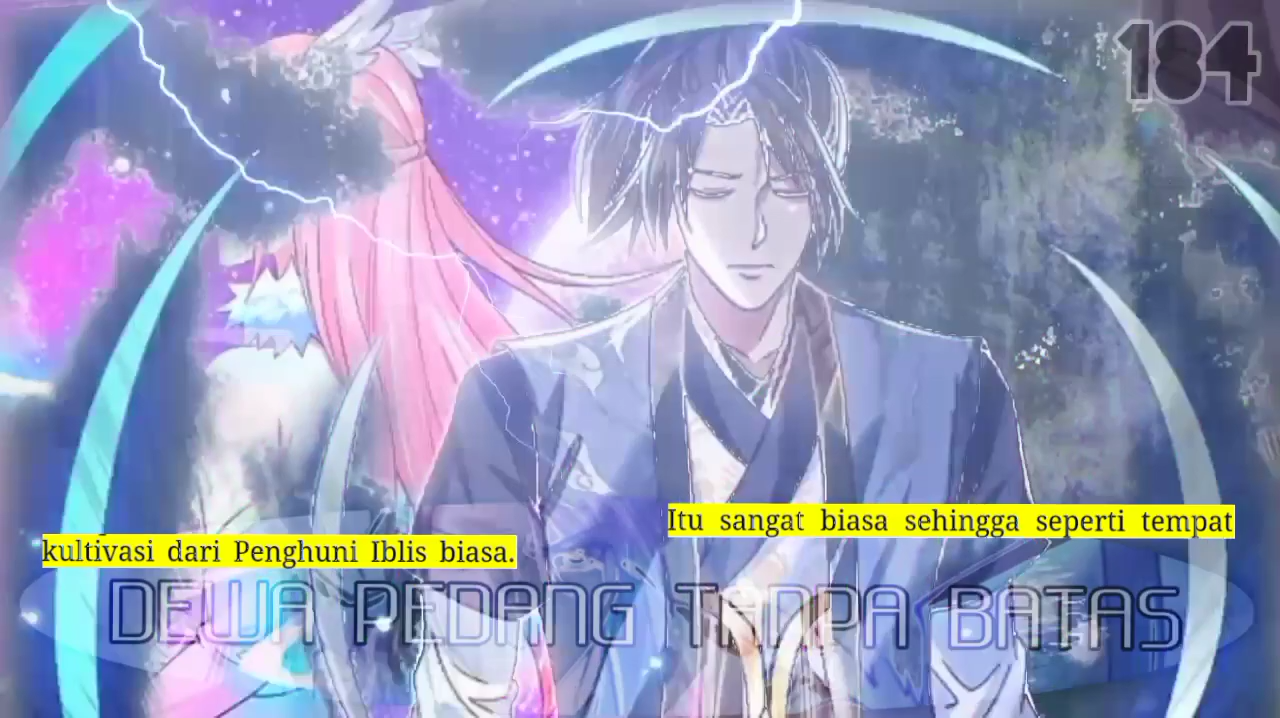 184
Itu sangat biasa sehingga seperti tempat
kultivasi dari Penghuni Iblis biasa.
DEWA PEDANG TANPA BATAS